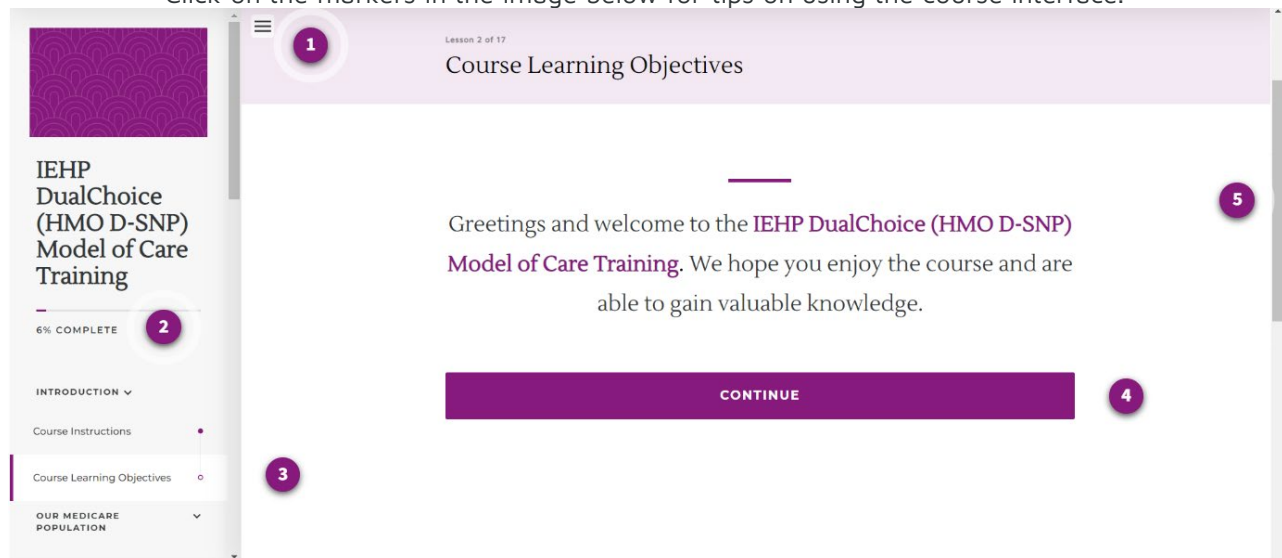 Click on the markers in the image below for tips on using the course interface.
1
Lesson 2 of 17
Course Learning Objectives
IEHP
DualChoice
(HMO D-SNP)
Model of Care
Training
2
6% COMPLETE
INTRODUCTION
Course Instructions
Course Learning Objectives
3
OUR MEDICARE
POPULATION
Greetings and welcome to the IEHP DualChoice (HMO D-SNP)
Model of Care Training. We hope you enjoy the course and are
able to gain valuable knowledge.
5
CONTINUE
4